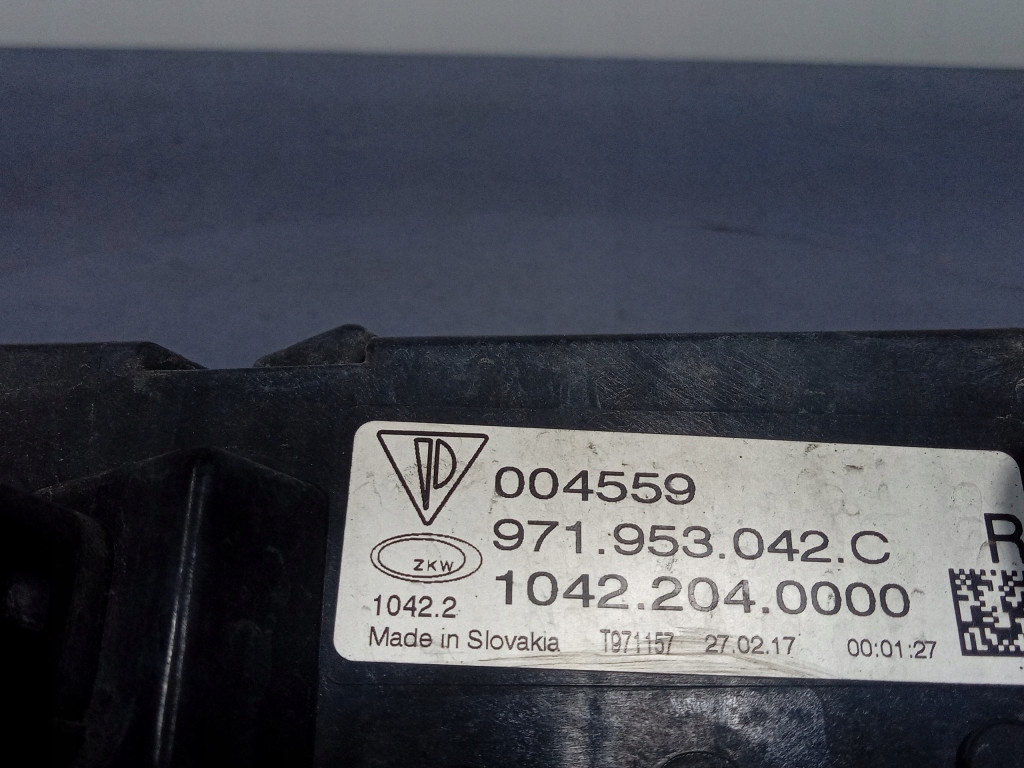 004559
971.953.042.C
R
ZKW
1042.204.0000
1042.2
Made in Slovakia T971157 27.02.17 00:01:27